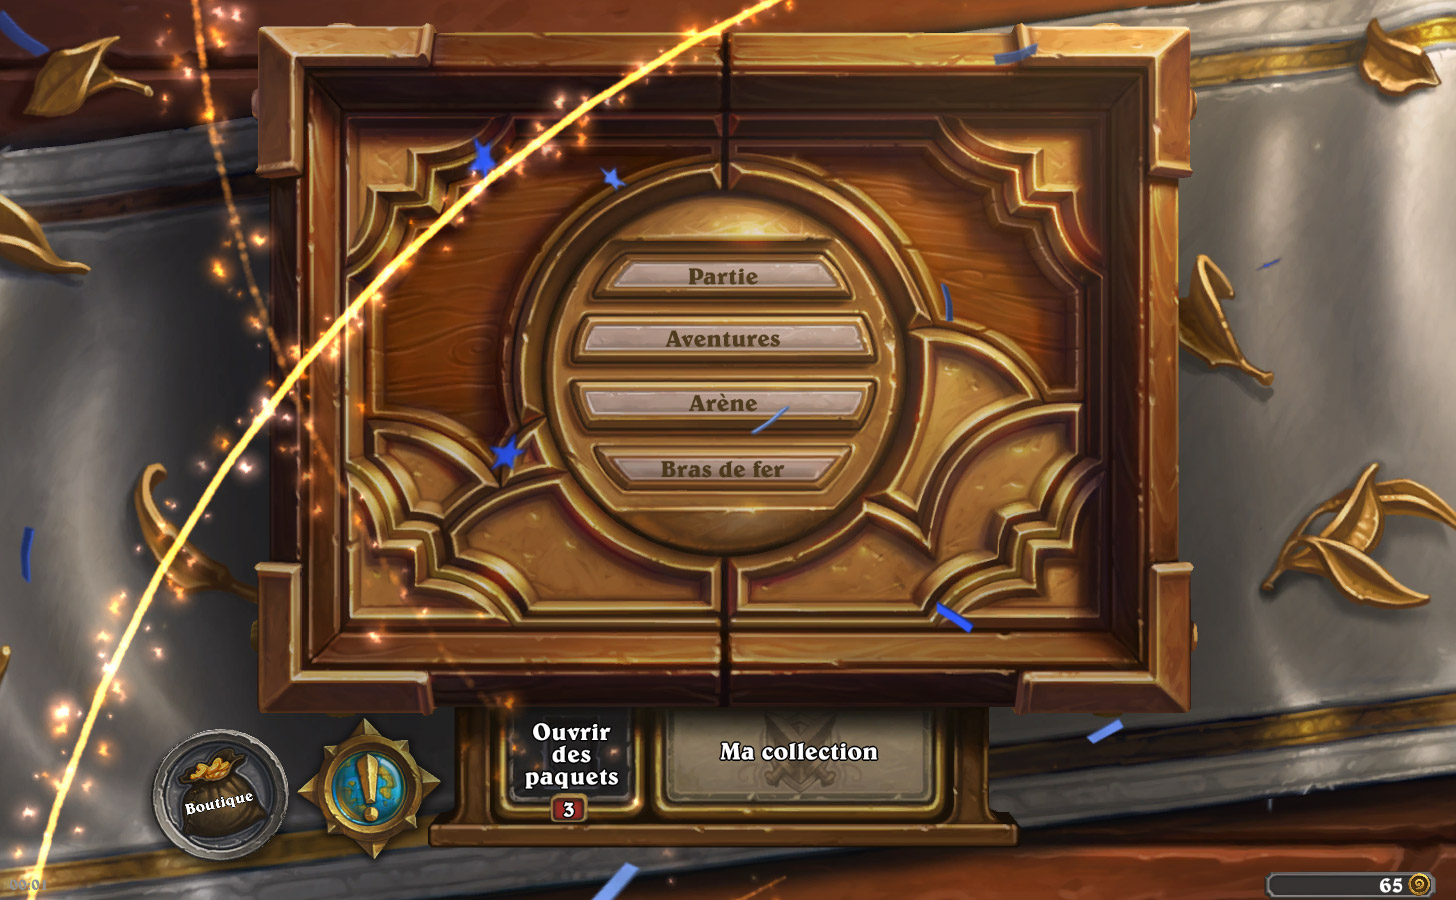 Partie
Aventures
Arène
Bras de fer
Ouvrir
des
paquets
3
Ma collection
Boutique
65